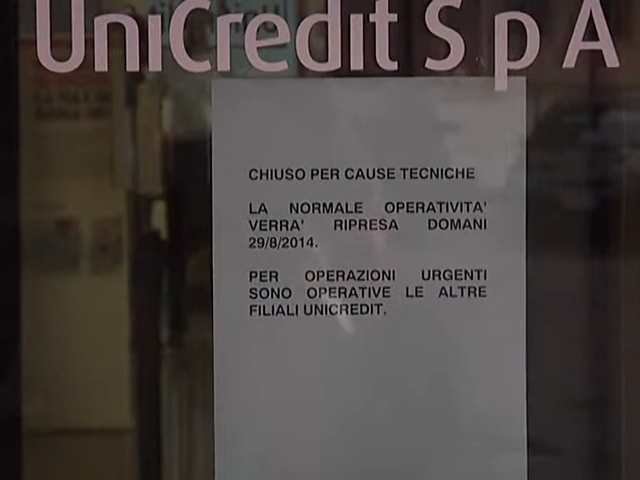 UniCredit S p A
CHIUSO PER CAUSE TECNICHE
LA NORMALE OPERATIVITA'
VERRA' RIPRESA DOMANI
29/8/2014.
PER OPERAZIONI URGENTI
SONO OPERATIVE LE ALTRE
FILIALI UNICREDIT.